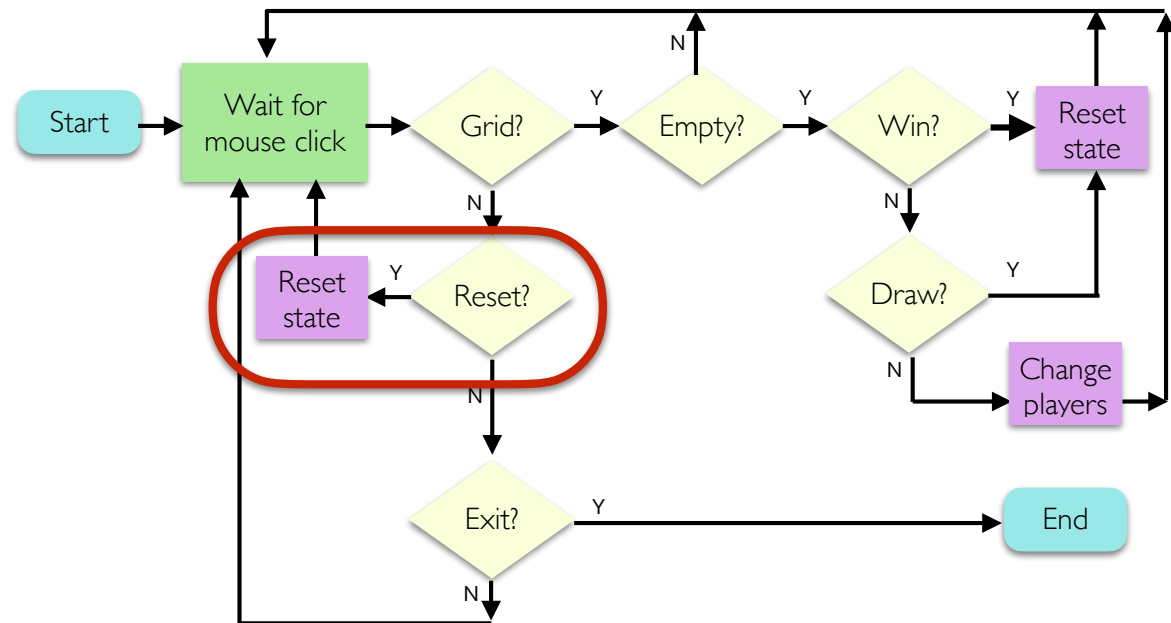 N
Start
Wait for
mouse click
Grid?
Y
Empty?
Y
Win?
Y
Reset
state
N
N
Reset
state
Y
Reset?
Draw?
Y
N
N
Change
players
Exit?
Y
End
N